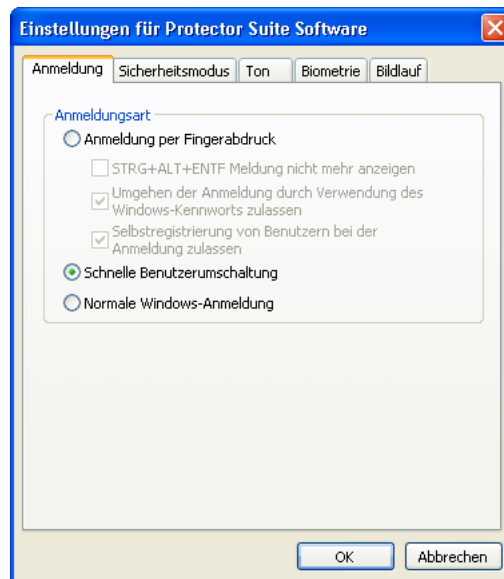 Einstellungen für Protector Suite Software
Anmeldung Sicherheitsmodus Ton Biometrie Bildlauf
Anmeldungsart
Anmeldung per Fingerabdruck
STRG+ALT+ENTF Meldung nicht mehr anzeigen
Umgehen der Anmeldung durch Verwendung des
Windows-Kennworts zulassen
Selbstregistrierung von Benutzern bei der
Anmeldung zulassen
Schnelle Benutzerumschaltung
Normale Windows-Anmeldung
OK Abbrechen